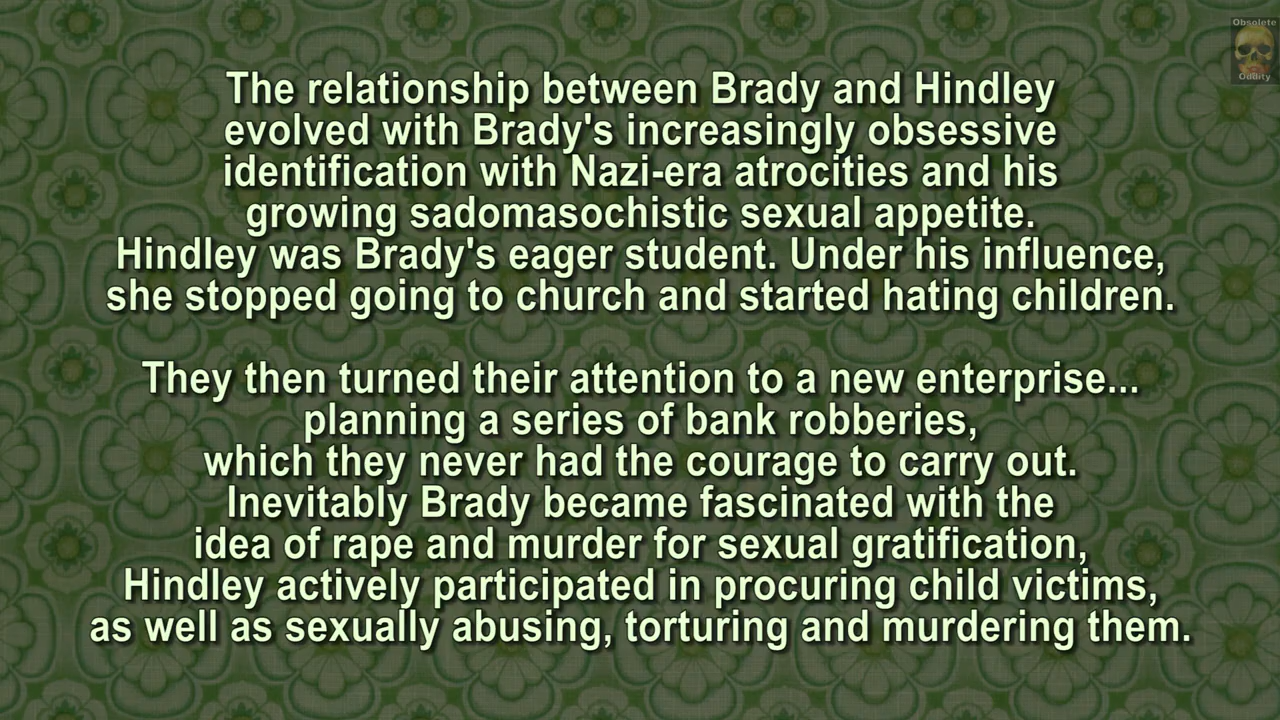 Obsolete
Oddity
The relationship between Brady and Hindley
evolved with Brady's increasingly obsessive
identification with Nazi-era atrocities and his
growing sadomasochistic sexual appetite.
Hindley was Brady's eager student. Under his influence,
she stopped going to church and started hating children.
They then turned their attention to a new enterprise...
planning a series of bank robberies,
which they never had the courage to carry out.
Inevitably Brady became fascinated with the
idea of rape and murder for sexual gratification,
Hindley actively participated in procuring child victims,
as well as sexually abusing, torturing and murdering them.